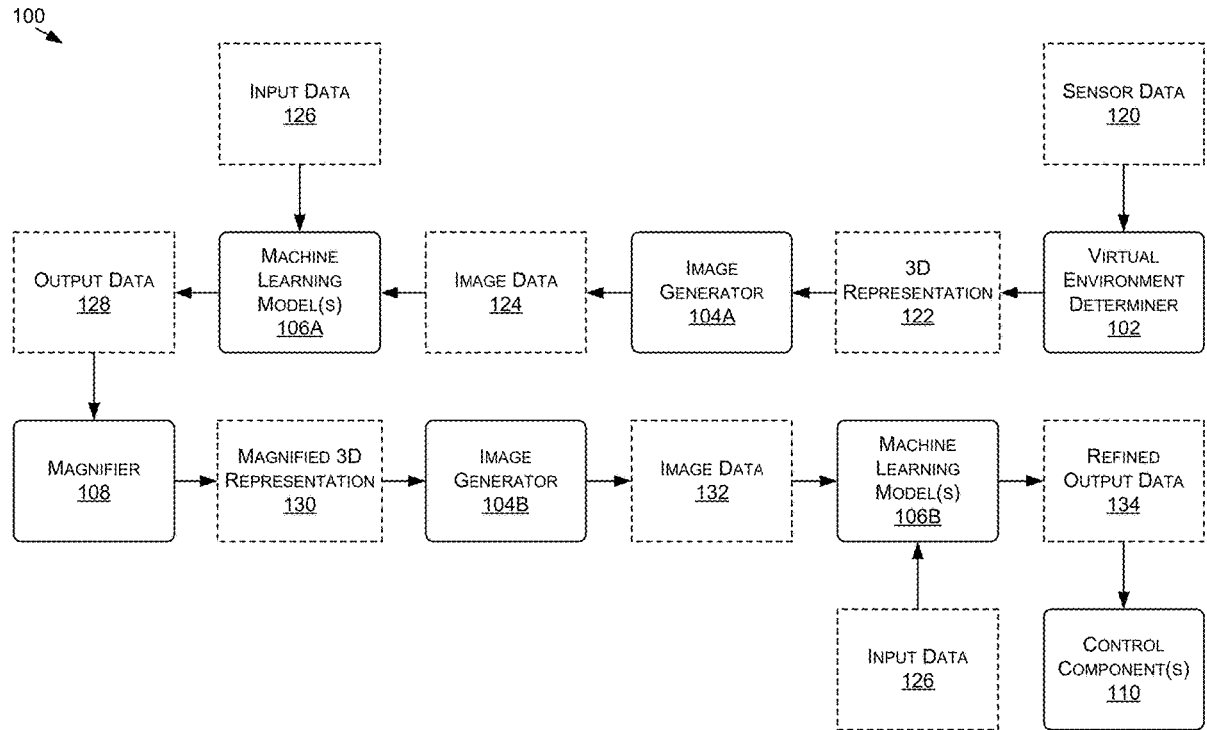 100
INPUT DATA
126
SENSOR DATA
120
OUTPUT DATA
128
MACHINE
LEARNING
MODEL(S)
106A
IMAGE DATA
124
IMAGE
GENERATOR
104A
3D
REPRESENTATION
122
VIRTUAL
ENVIRONMENT
DETERMINER
102
MAGNIFIER
108
MAGNIFIED 3D
REPRESENTATION
130
IMAGE
GENERATOR
104B
IMAGE DATA
132
MACHINE
LEARNING
MODEL(S)
106B
REFINED
OUTPUT DATA
134
INPUT DATA
126
CONTROL
COMPONENT(S)
110